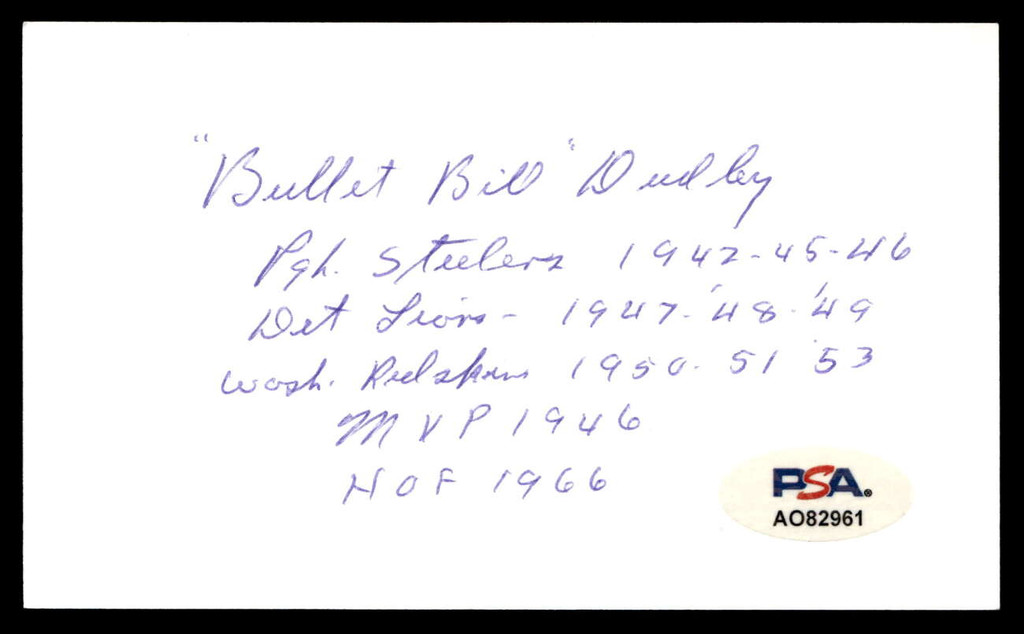 "Bullet Bill" Dudley
Pgh. Steelers 1942-45-46
Det Lions - 1947-'48-'49
Wash. Redskins 1950-51 53
MVP 1946
HOF 1966
PSA®
AO82961